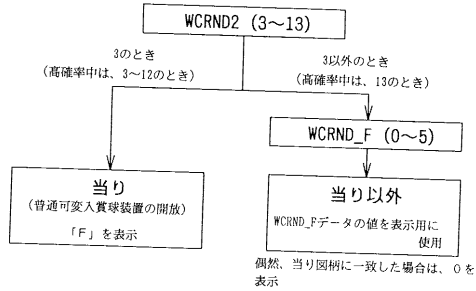 WCRND2 (3～13)
3のとき
(高確率中は、3～12のとき)
3以外のとき
(高確率中は、13のとき)
WCRND_F (0～5)
当り
(普通可変入賞球装置の開放)
「F」を表示
当り以外
WCRND_Fデータの値を表示用に
使用
偶然、当り図柄に一致した場合は、0を
表示